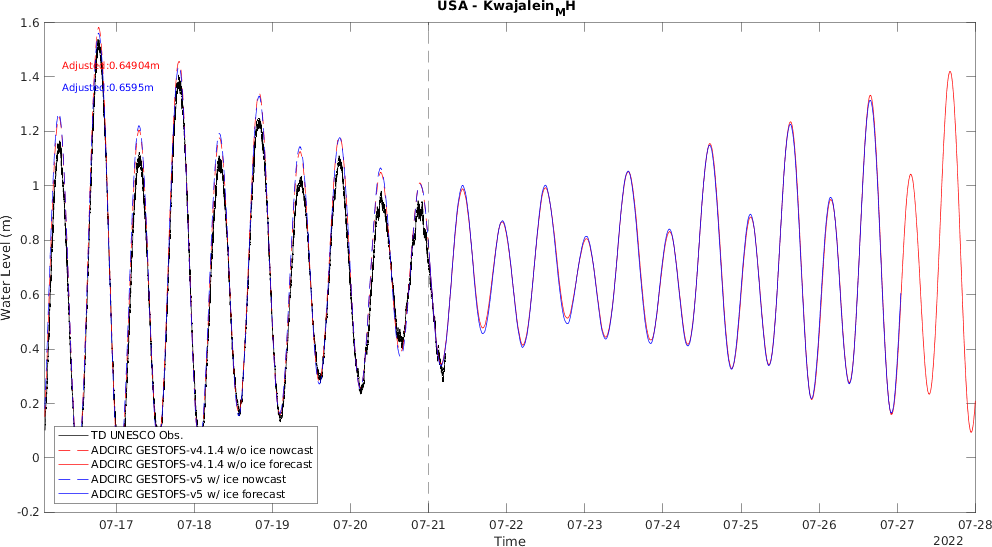 USA - Kwajalein_MH
1.6
1.4
1.2
1
0.8
0.6
0.4
0.2
0
-0.2
Water Level (m)
Adjusted:0.64904m
Adjusted:0.6595m
TD UNESCO Obs.
ADCIRC GESTOFS-v4.1.4 w/o ice nowcast
ADCIRC GESTOFS-v4.1.4 w/o ice forecast
ADCIRC GESTOFS-v5 w/ ice nowcast
ADCIRC GESTOFS-v5 w/ ice forecast
07-17 07-18 07-19 07-20 07-21 07-22 07-23 07-24 07-25 07-26 07-27 07-28
Time
2022